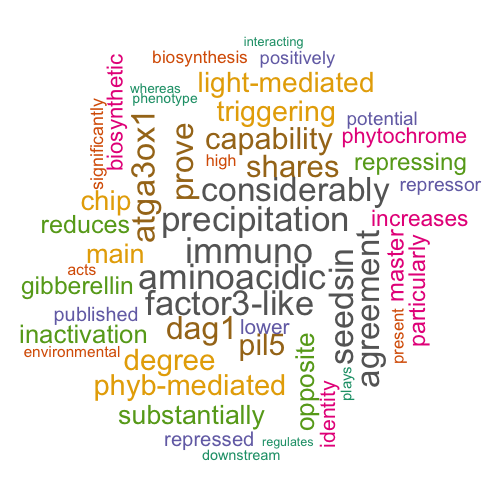 interacting
biosynthesis positively
whereas
phenotype
light-mediated
significantly
biosynthetic
triggering
potential
atga3ox1
prove
capability
phytochrome
high
shares
repressing
considerably
repressor
chip
precipitation
increases
reduces
immuno
main
seedsin
agreement
master
particularly
acts
aminoacidic
gibberellin
factor3-like
published
dag1
lower
inactivation
pil5
environmental
degree
opposite
present
plays
phyb-mediated
identity
substantially
repressed
regulates
downstream